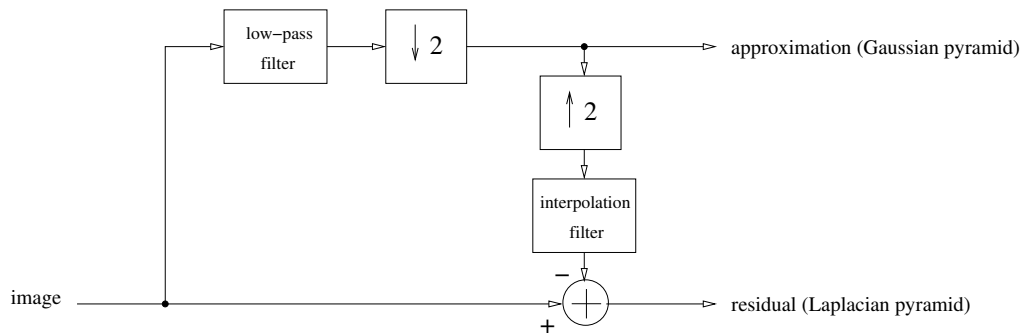 low−pass
filter
↓ 2
approximation (Gaussian pyramid)
↑ 2
interpolation
filter
−
image
+
residual (Laplacian pyramid)